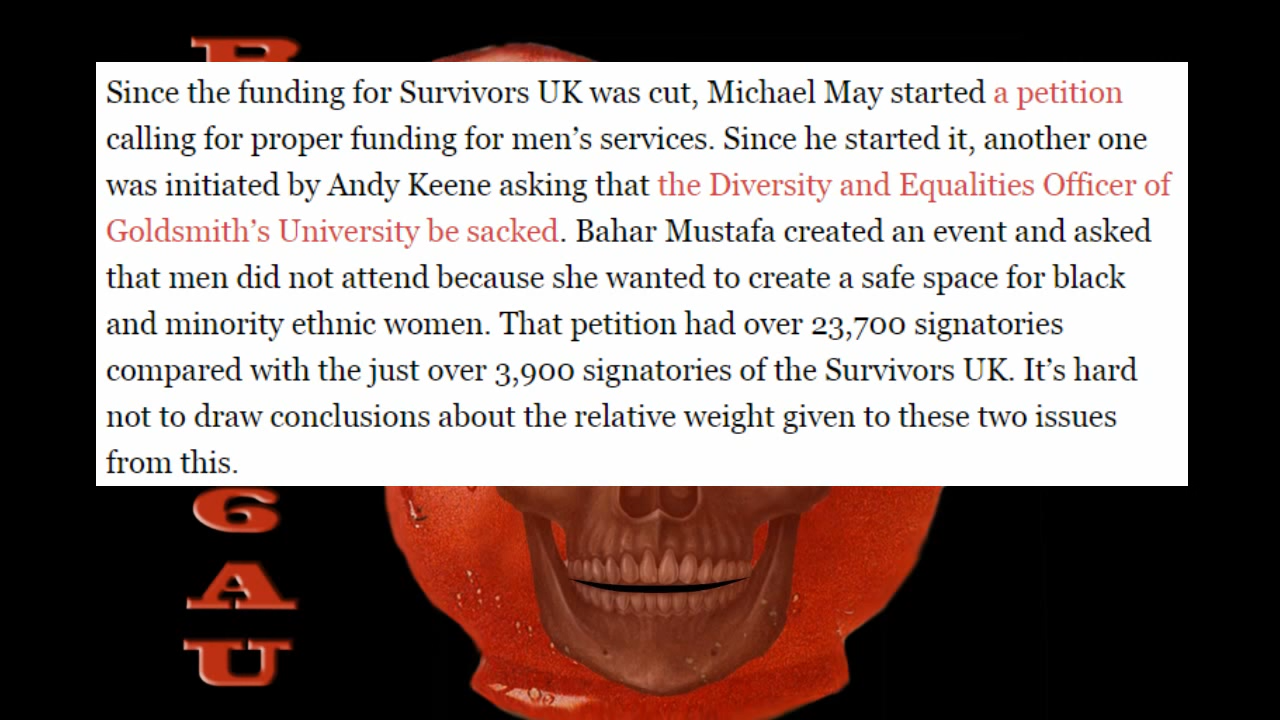 B
Since the funding for Survivors UK was cut, Michael May started a petition
calling for proper funding for men’s services. Since he started it, another one
was initiated by Andy Keene asking that the Diversity and Equalities Officer of
Goldsmith’s University be sacked. Bahar Mustafa created an event and asked
that men did not attend because she wanted to create a safe space for black
and minority ethnic women. That petition had over 23,700 signatories
compared with the just over 3,900 signatories of the Survivors UK. It’s hard
not to draw conclusions about the relative weight given to these two issues
from this.
6
A
U